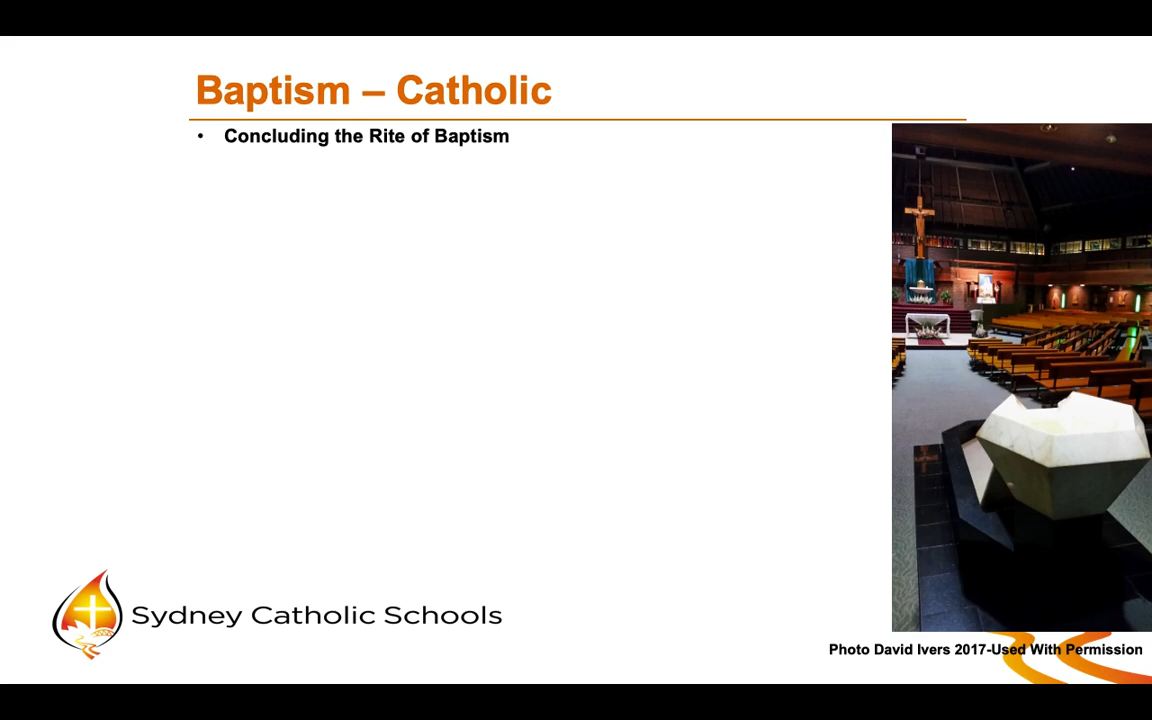 Baptism – Catholic
• Concluding the Rite of Baptism
Sydney Catholic Schools
Photo David Ivers 2017-Used With Permission